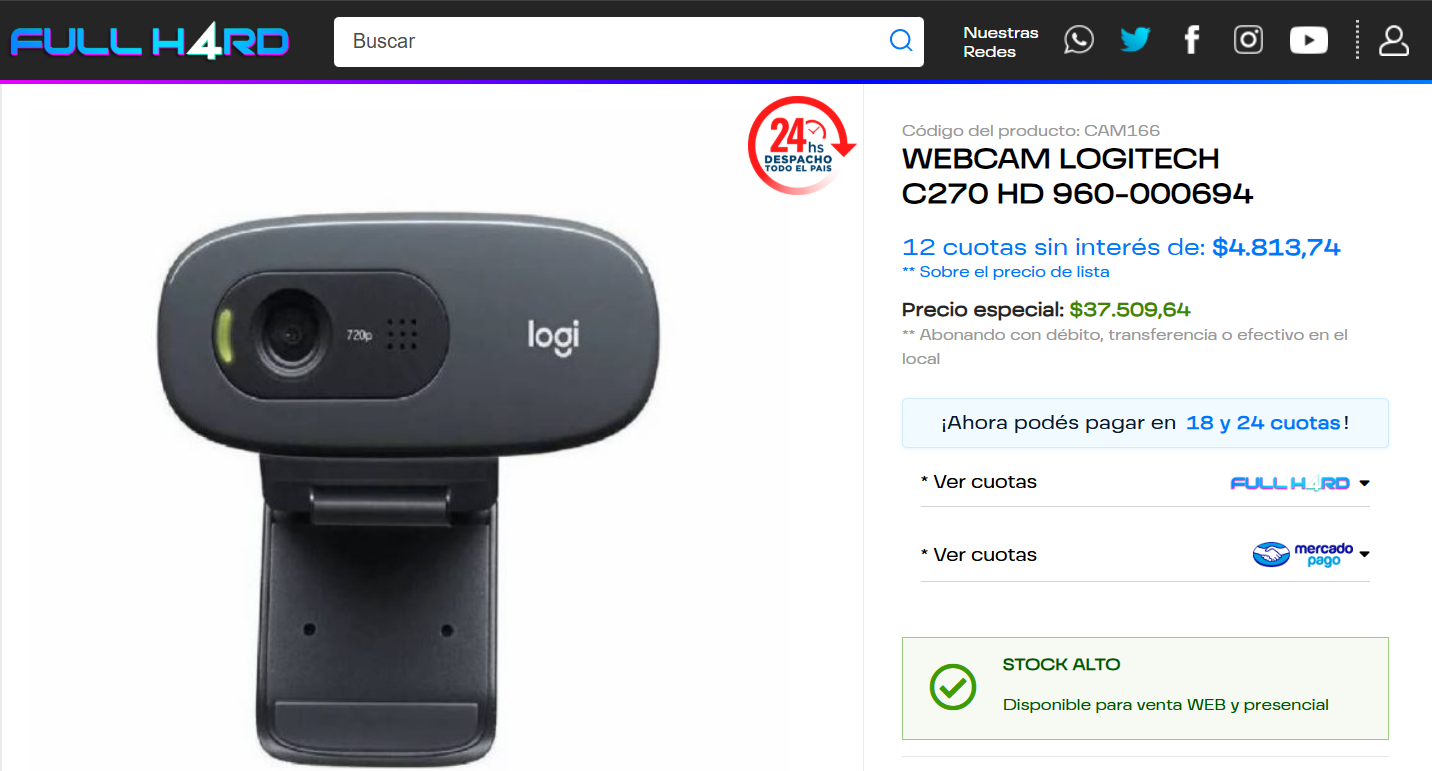 FULL H4RD
Buscar
Nuestras
Redes
24hs
DESPACHO
TODO EL PAIS
720p
logi
Código del producto: CAM166
WEBCAM LOGITECH
C270 HD 960-000694
12 cuotas sin interés de: $4.813,74
** Sobre el precio de lista
Precio especial: $37.509,64
** Abonando con débito, transferencia o efectivo en el
local
¡Ahora podés pagar en 18 y 24 cuotas!
* Ver cuotas FULL H4RD
* Ver cuotas mercado
pago
STOCK ALTO
Disponible para venta WEB y presencial